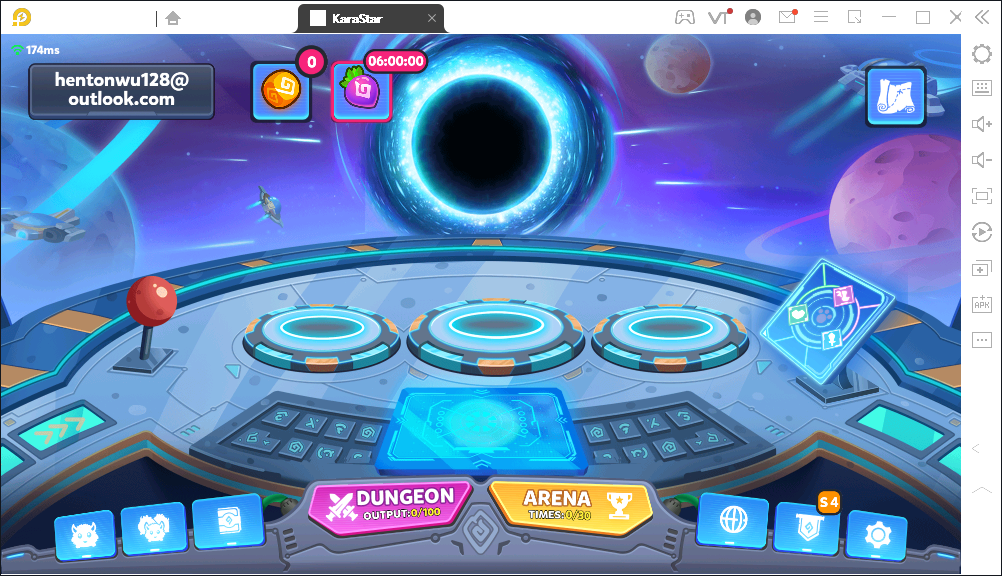 KaraStar
174ms
hentonwu128@
outlook.com
0
06:00:00
DUNGEON
OUTPUT:0/100
ARENA
TIMES:0/30
S4
APK